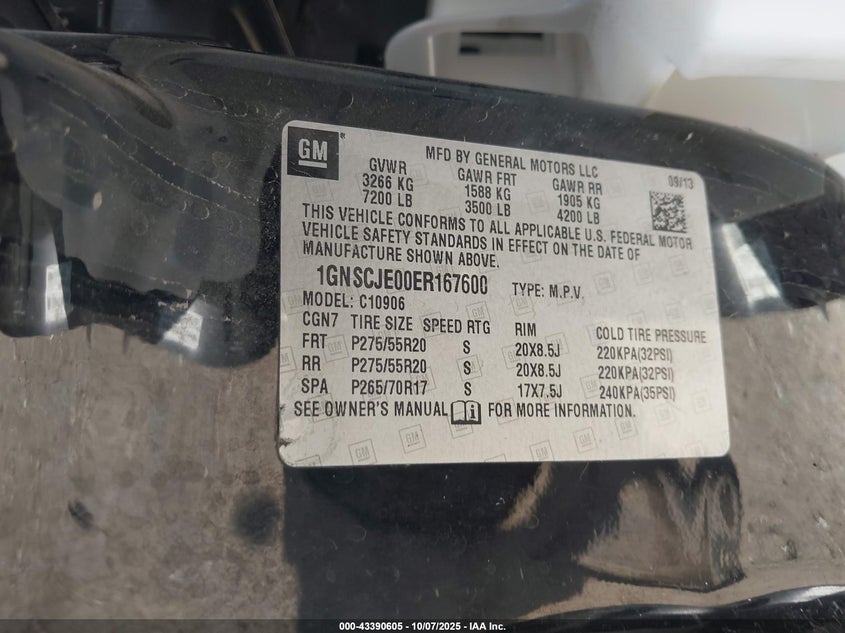 GM
MFD BY GENERAL MOTORS LLC
09/13
GVWR GAWR FRT GAWR RR
3266 KG 1588 KG 1905 KG
7200 LB 3500 LB 4200 LB
THIS VEHICLE CONFORMS TO ALL APPLICABLE U.S. FEDERAL MOTOR
VEHICLE SAFETY STANDARDS IN EFFECT ON THE DATE OF
MANUFACTURE SHOWN ABOVE.
1GNSCJE00ER167600 TYPE: M.P.V.
MODEL: C10906
CGN7 TIRE SIZE SPEED RTG RIM COLD TIRE PRESSURE
FRT P275/55R20 S 20X8.5J 220KPA(32PSI)
RR P275/55R20 S 20X8.5J 220KPA(32PSI)
SPA P265/70R17 S 17X7.5J 240KPA(35PSI)
SEE OWNER'S MANUAL FOR MORE INFORMATION.
000-43390605 - 10/07/2025 - IAA Inc.